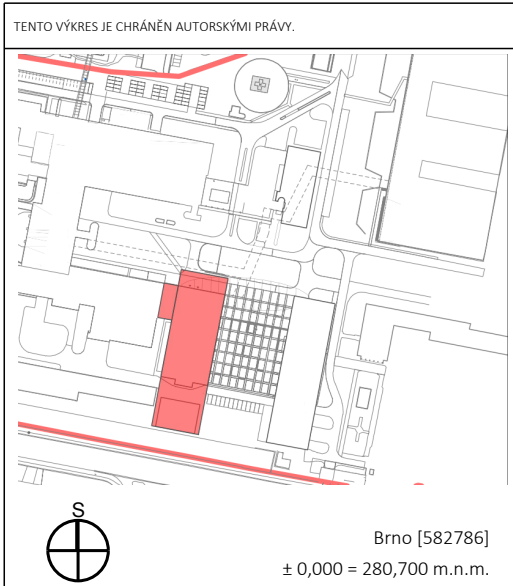 TENTO VÝKRES JE CHRÁNĚN AUTORSKÝMI PRÁVY.
S
Brno [582786]
± 0,000 = 280,700 m.n.m.